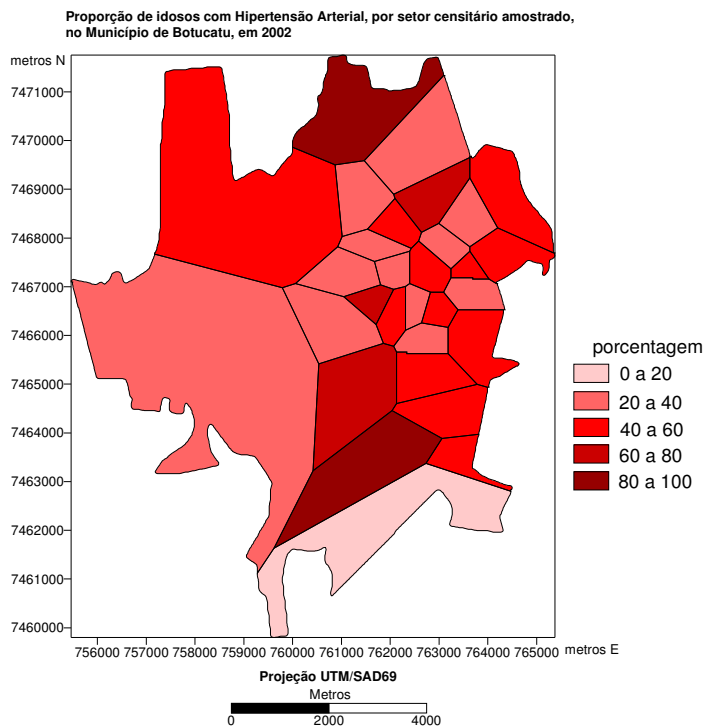 Proporção de idosos com Hipertensão Arterial, por setor censitário amostrado,
no Município de Botucatu, em 2002
metros N
7471000
7470000
7469000
7468000
7467000
7466000
7465000
7464000
7463000
7462000
7461000
7460000
porcentagem
0 a 20
20 a 40
40 a 60
60 a 80
80 a 100
756000 757000 758000 759000 760000 761000 762000 763000 764000 765000 metros E
Projeção UTM/SAD69
Metros
0 2000 4000